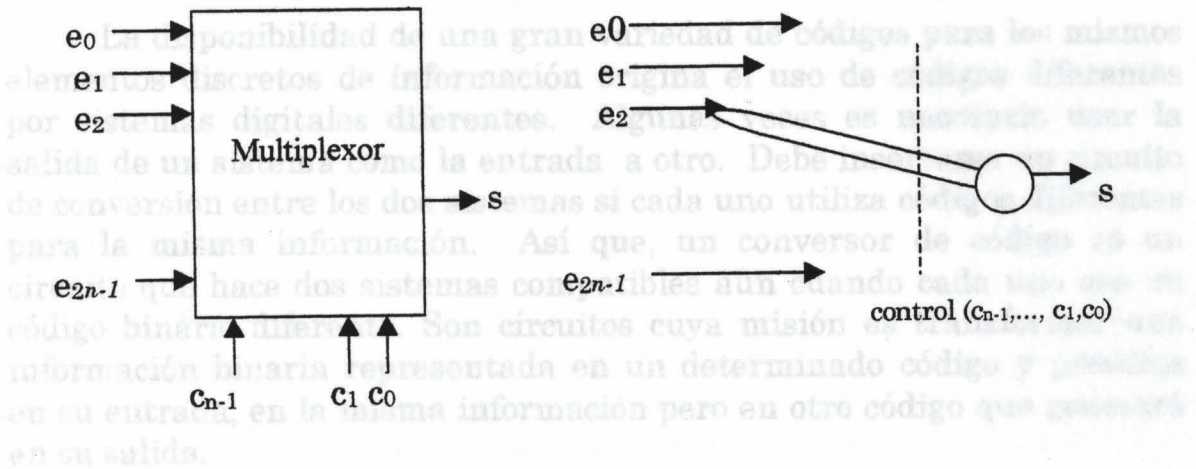 e0
e1
e2
Multiplexor
s
e2n-1
cn-1 c1 c0
e0
e1
e2
s
e2n-1
control (cn-1,..., c1,c0)
La disponibilidad de una gran variedad de códigos para los mismos
elementos discretos de información origina el uso de códigos diferentes
por sistemas digitales diferentes. Algunas veces es necesario usar la
salida de un sistema como la entrada a otro. Debe insertarse un circuito
de conversión entre los dos sistemas si cada uno utiliza códigos diferentes
para la misma información. Así que, un conversor de código es un
circuito que hace dos sistemas compatibles aún cuando cada uno use su
código binario diferente. Son circuitos cuya misión es transformar una
información binaria representada en un determinado código y
en su entrada, en la misma información pero en otro código que
en su salida.